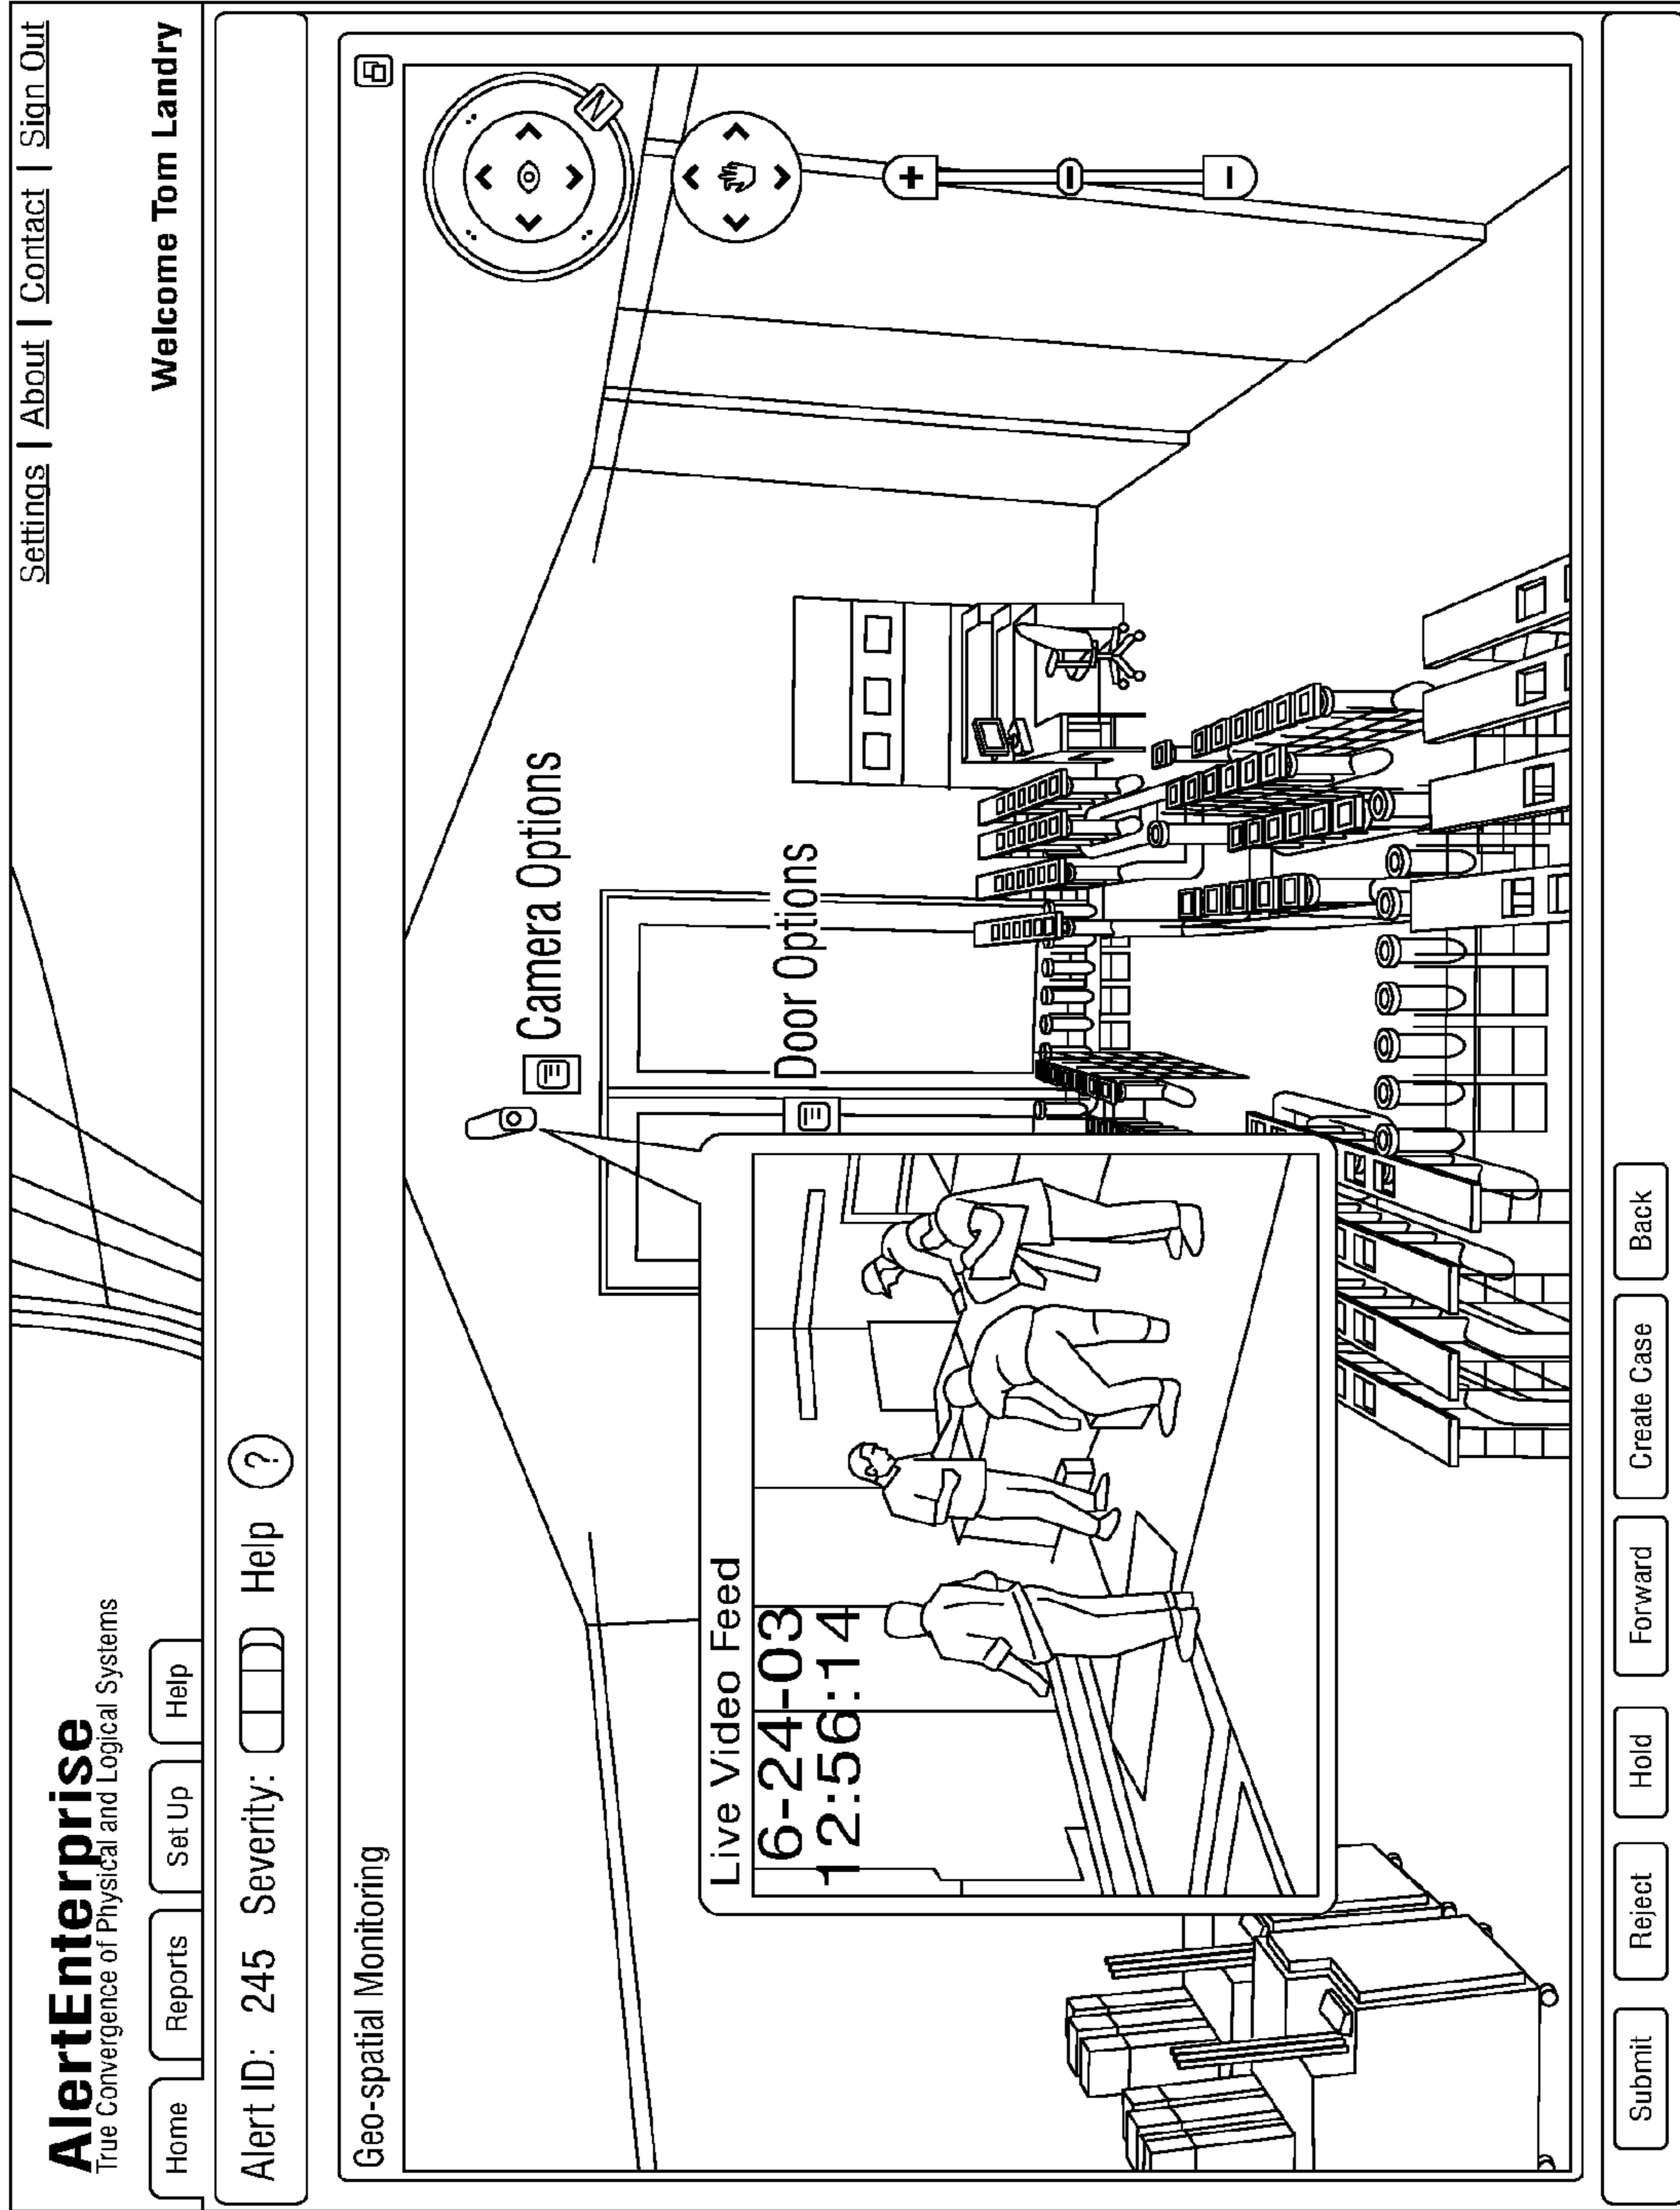 Settings | About | Contact | Sign Out
AlertEnterprise
True Convergence of Physical and Logical Systems
Welcome Tom Landry
Home
Reports
Set Up
Help
Alert ID: 245 Severity: Help ?
Geo-spatial Monitoring
N
Camera Options
Door Options
Live Video Feed
6-24-03
12:56:14
Submit
Reject
Hold
Forward
Create Case
Back